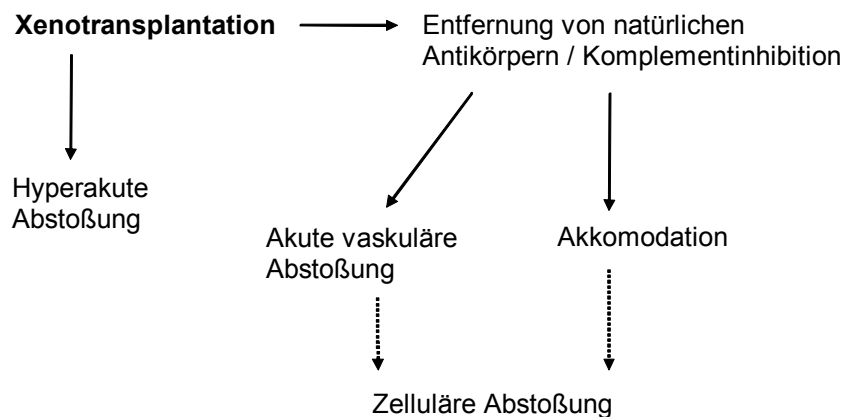 Xenotransplantation
Entfernung von natürlichen
Antikörpern / Komplementinhibition
Hyperakute
Abstoßung
Akute vaskuläre
Abstoßung
Akkomodation
Zelluläre Abstoßung